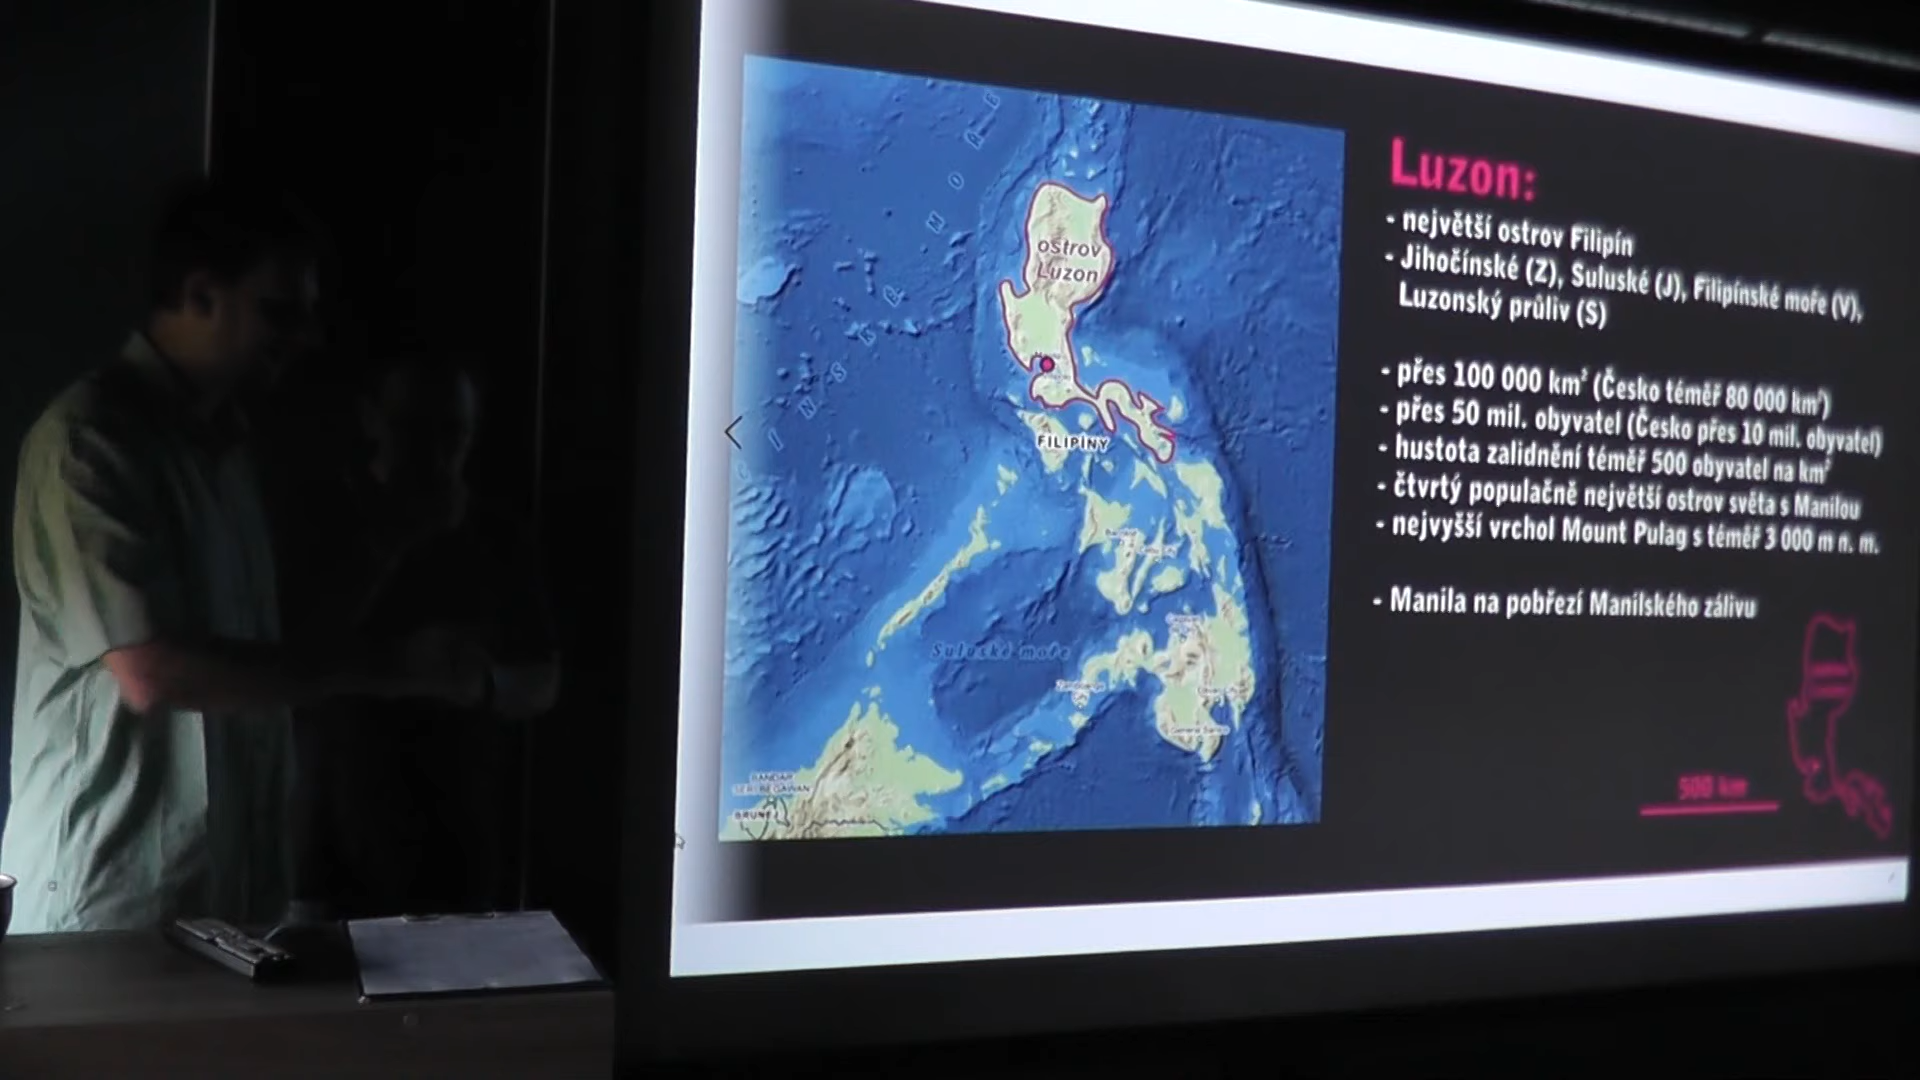 Luzon:
- největší ostrov Filipín
- Jihočínské (Z), Suluské (J), Filipínské moře (V),
Luzonský průliv (S)
- přes 100 000 km² (Česko téměř 80 000 km²)
- přes 50 mil. obyvatel (Česko přes 10 mil. obyvatel)
- hustota zalidnění téměř 500 obyvatel na km²
- čtvrtý populačně největší ostrov světa s Manilou
- nejvyšší vrchol Mount Pulag s téměř 3 000 m n. m.
- Manila na pobřezí Manilského zálivu
500 km
ostrov
Luzon
FILIPÍNY
Suluské moře
BANDAR
SERI BEGAWAN
BRUNEJ